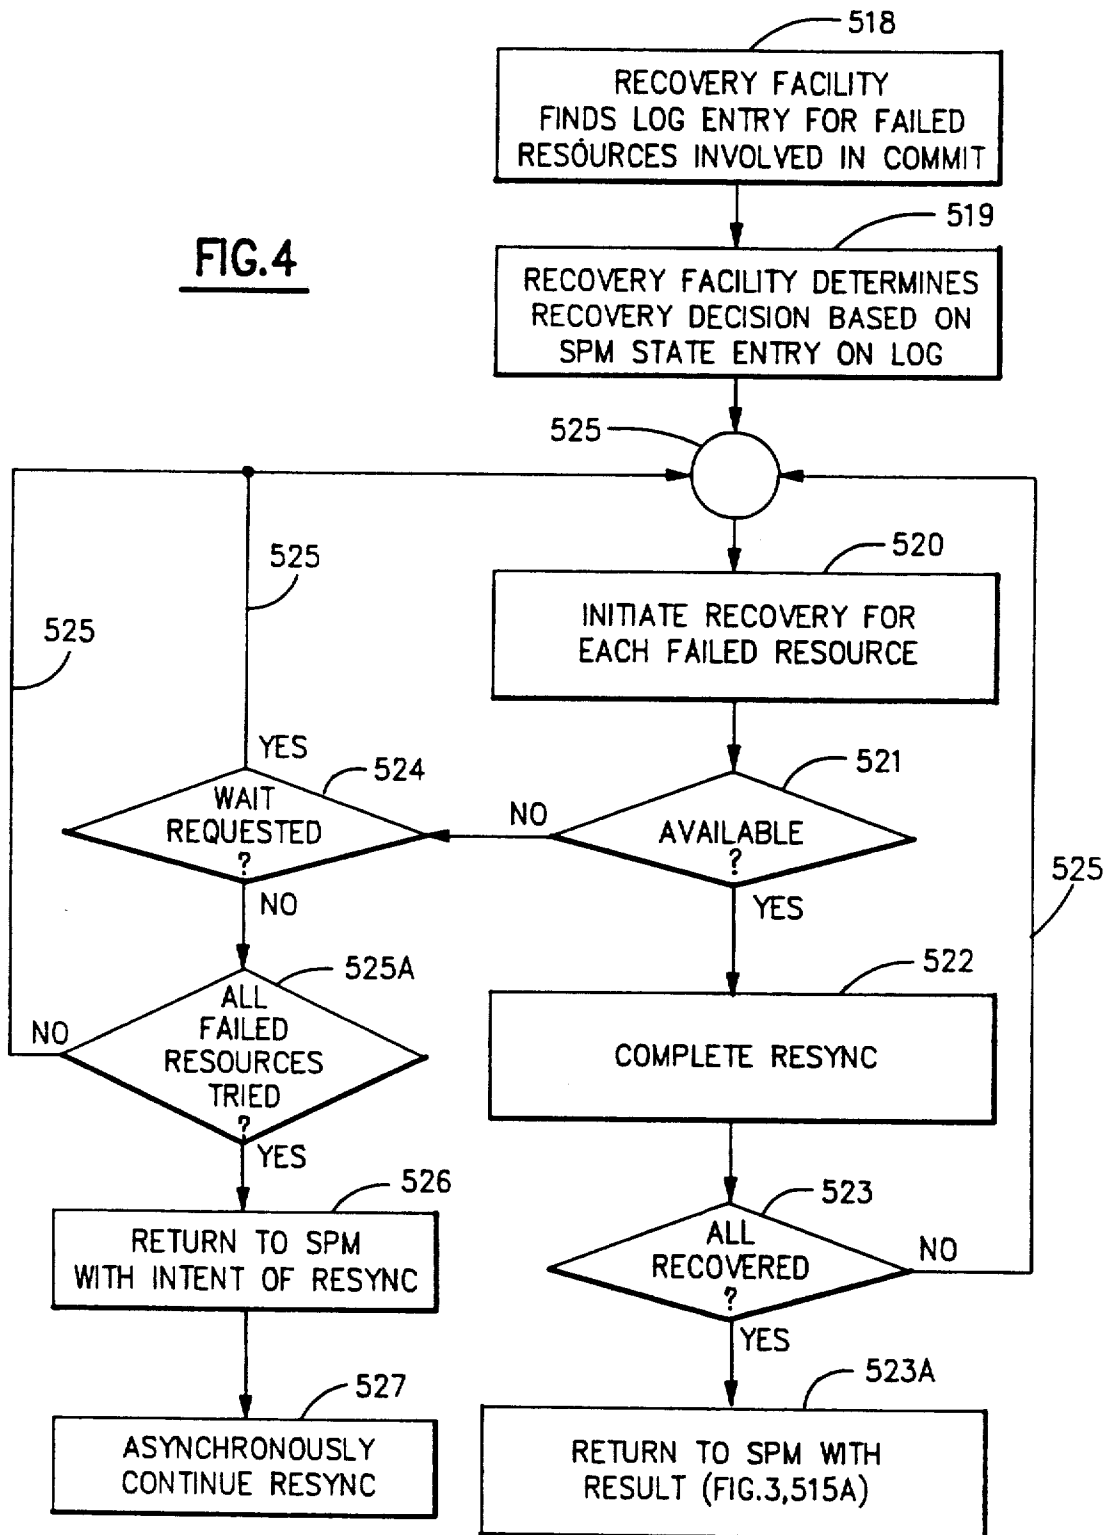 518
RECOVERY FACILITY
FINDS LOG ENTRY FOR FAILED
RESOURCES INVOLVED IN COMMIT
519
FIG.4
RECOVERY FACILITY DETERMINES
RECOVERY DECISION BASED ON
SPM STATE ENTRY ON LOG
525
520
525
INITIATE RECOVERY FOR
EACH FAILED RESOURCE
525
YES
524
521
WAIT
REQUESTED
?
NO
AVAILABLE
?
525
NO
YES
525A
522
ALL
FAILED
RESOURCES
TRIED
?
NO
COMPLETE RESYNC
YES
526
523
RETURN TO SPM
WITH INTENT OF RESYNC
ALL
RECOVERED
?
NO
YES
527
523A
ASYNCHRONOUSLY
CONTINUE RESYNC
RETURN TO SPM WITH
RESULT (FIG.3,515A)